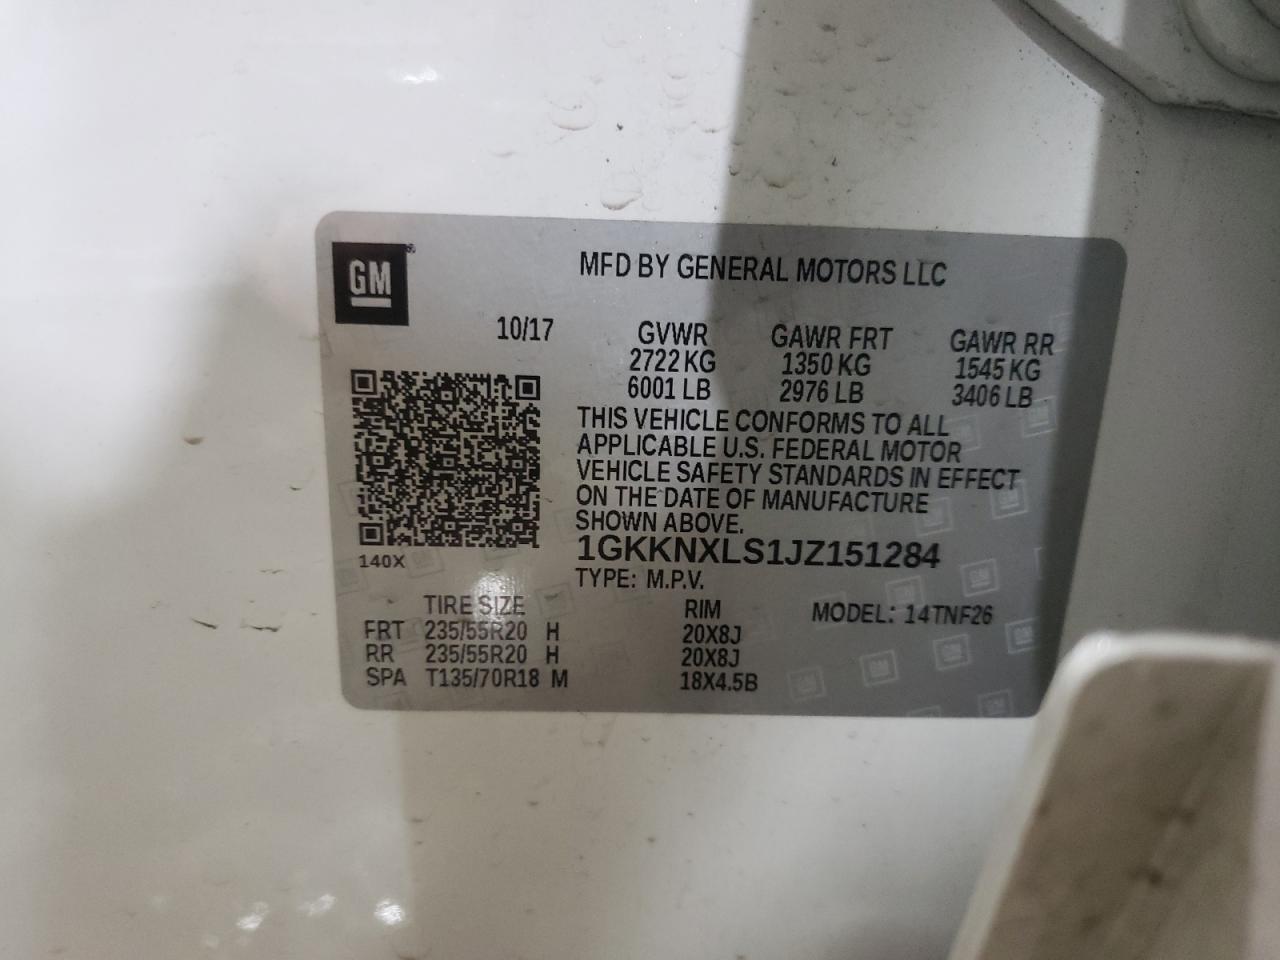 GM
MFD BY GENERAL MOTORS LLC
10/17 GVWR GAWR FRT GAWR RR
2722 KG 1350 KG 1545 KG
6001 LB 2976 LB 3406 LB
THIS VEHICLE CONFORMS TO ALL
APPLICABLE U.S. FEDERAL MOTOR
VEHICLE SAFETY STANDARDS IN EFFECT
ON THE DATE OF MANUFACTURE
SHOWN ABOVE.
1GKKNXLS1JZ151284
140X
TYPE: M.P.V.
TIRE SIZE RIM MODEL: 14TNF26
FRT 235/55R20 H 20X8J
RR 235/55R20 H 20X8J
SPA T135/70R18 M 18X4.5B